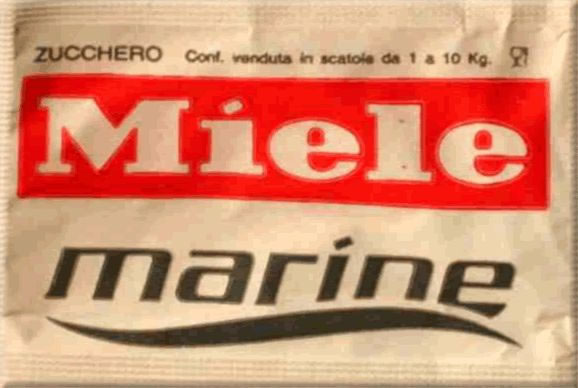 ZUCCHERO Conf. venduta in scatole da 1 a 10 Kg.
Miele
marine